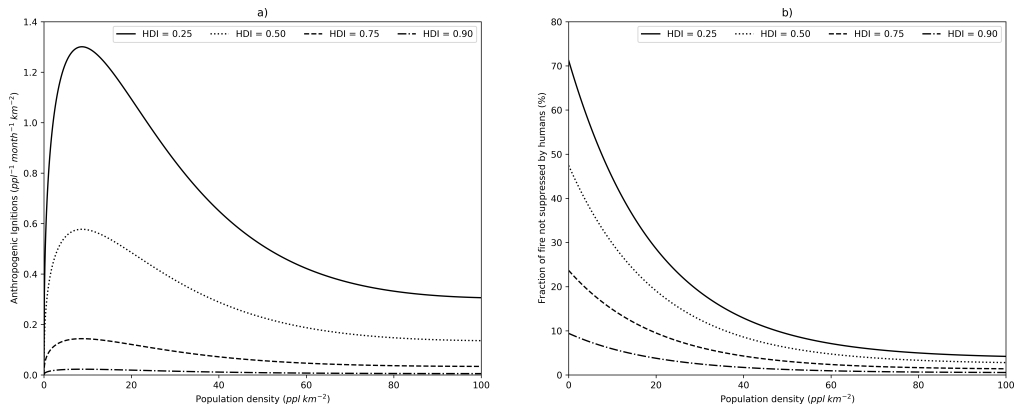 a)
HDI = 0.25 HDI = 0.50 HDI = 0.75 HDI = 0.90
Anthropogenic Ignitions (ppl⁻¹ month⁻¹ km⁻²)
1.4
1.2
1.0
0.8
0.6
0.4
0.2
0.0
0 20 40 60 80 100
Population density (ppl km⁻²)
b)
HDI = 0.25 HDI = 0.50 HDI = 0.75 HDI = 0.90
Fraction of fire not suppressed by humans (%)
80
70
60
50
40
30
20
10
0
0 20 40 60 80 100
Population density (ppl km⁻²)